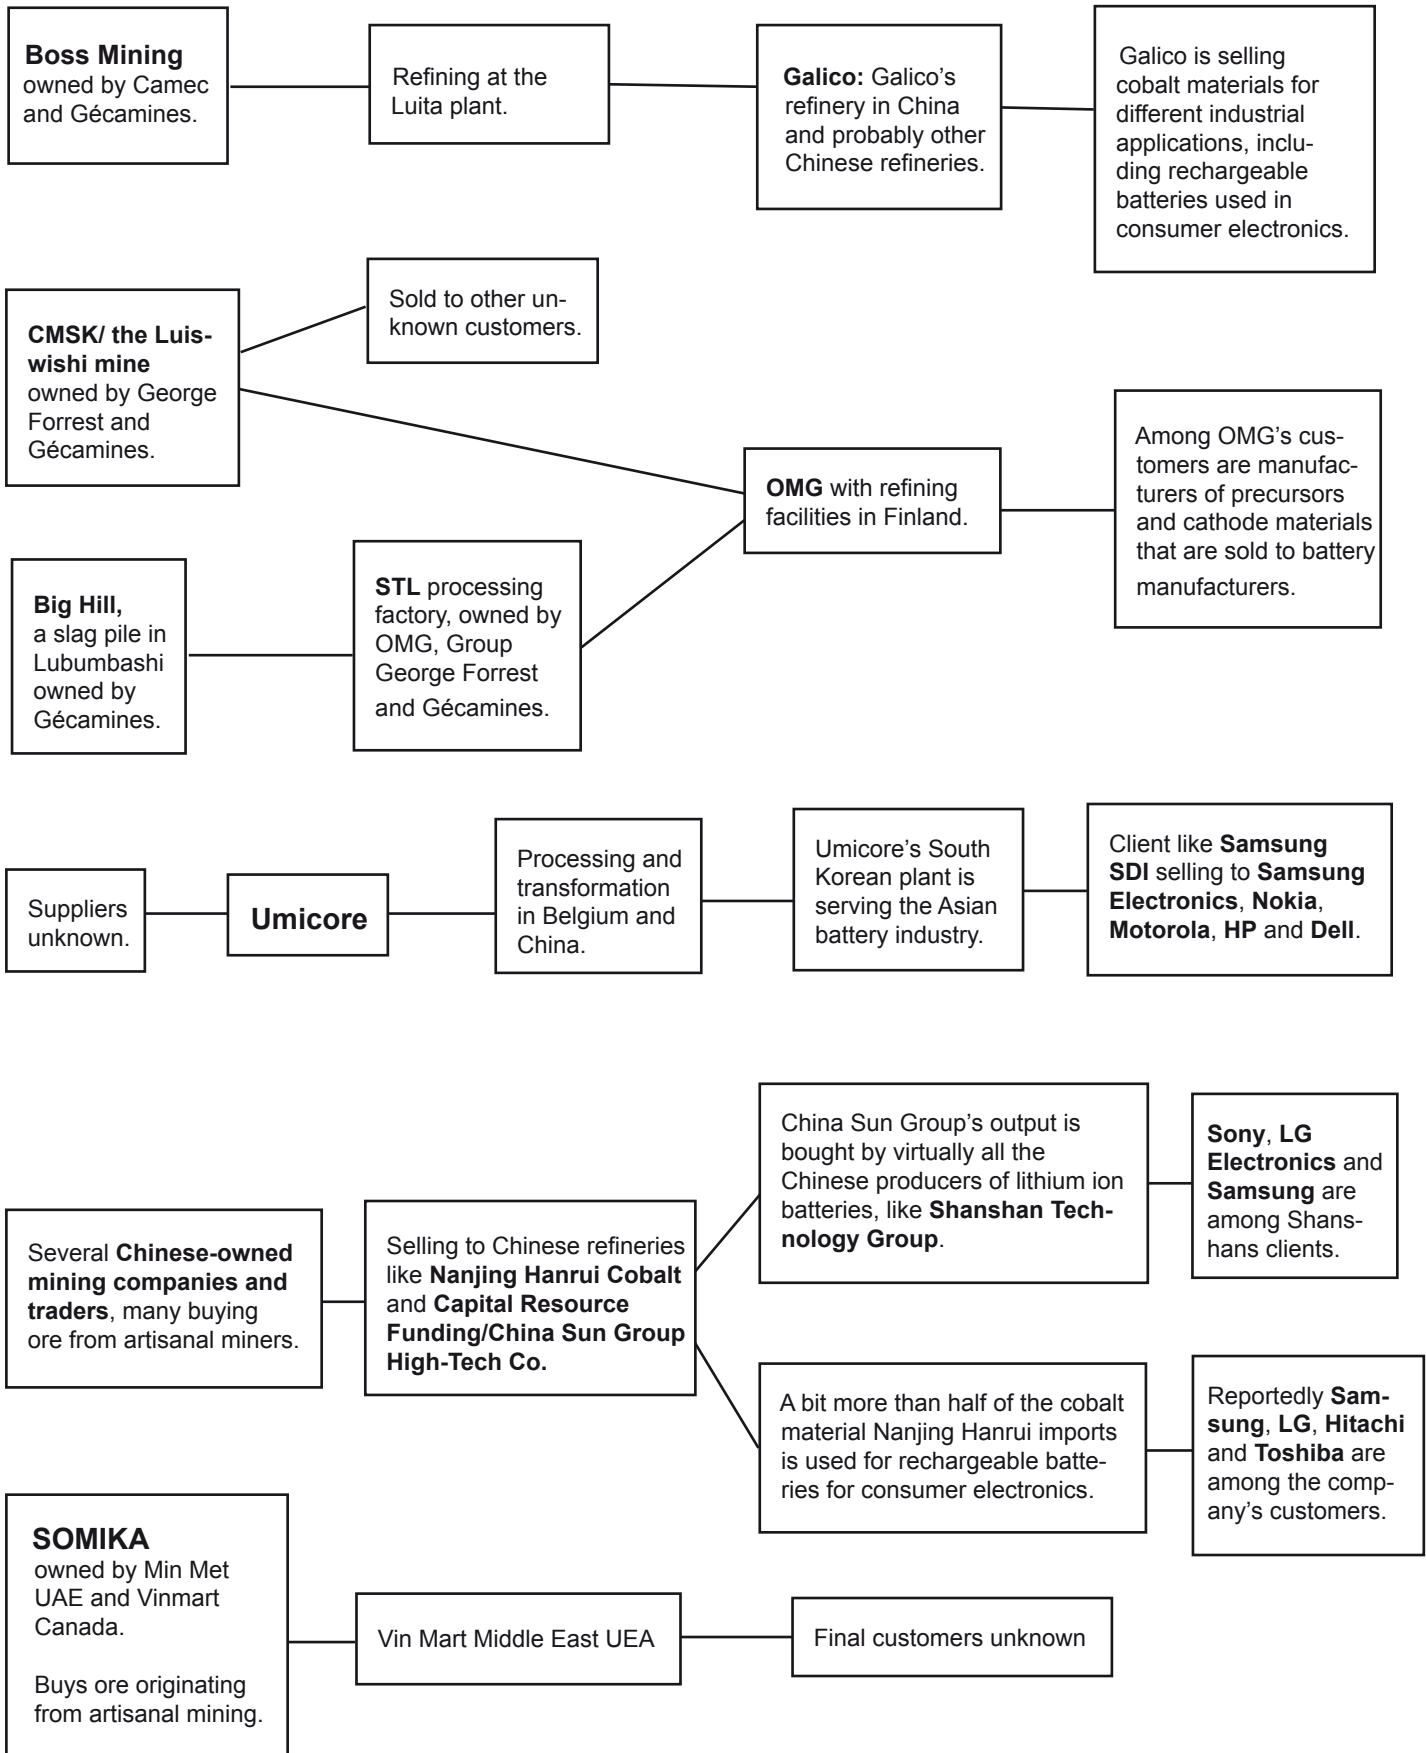 Boss Mining
owned by Camec
and Gécamines.
Refining at the
Luita plant.
Galico: Galico’s
refinery in China
and probably other
Chinese refineries.
Galico is selling
cobalt materials for
different industrial
applications, inclu-
ding rechargeable
batteries used in
consumer electronics.
CMSK/ the Luis-
wishi mine
owned by George
Forrest and
Gécamines.
Sold to other un-
known customers.
Big Hill,
a slag pile in
Lubumbashi
owned by
Gécamines.
STL processing
factory, owned by
OMG, Group
George Forrest
and Gécamines.
OMG with refining
facilities in Finland.
Among OMG’s cus-
tomers are manufac-
turers of precursors
and cathode materials
that are sold to battery
manufacturers.
Suppliers
unknown.
Umicore
Processing and
transformation
in Belgium and
China.
Umicore’s South
Korean plant is
serving the Asian
battery industry.
Client like Samsung
SDI selling to Samsung
Electronics, Nokia,
Motorola, HP and Dell.
Several Chinese-owned
mining companies and
traders, many buying
ore from artisanal miners.
Selling to Chinese refineries
like Nanjing Hanrui Cobalt
and Capital Resource
Funding/China Sun Group
High-Tech Co.
China Sun Group’s output is
bought by virtually all the
Chinese producers of lithium ion
batteries, like Shanshan Tech-
nology Group.
Sony, LG
Electronics and
Samsung are
among Shans-
hans clients.
A bit more than half of the cobalt
material Nanjing Hanrui imports
is used for rechargeable batte-
ries for consumer electronics.
Reportedly Sam-
sung, LG, Hitachi
and Toshiba are
among the comp-
any’s customers.
SOMIKA
owned by Min Met
UAE and Vinmart
Canada.
Buys ore originating
from artisanal mining.
Vin Mart Middle East UEA
Final customers unknown